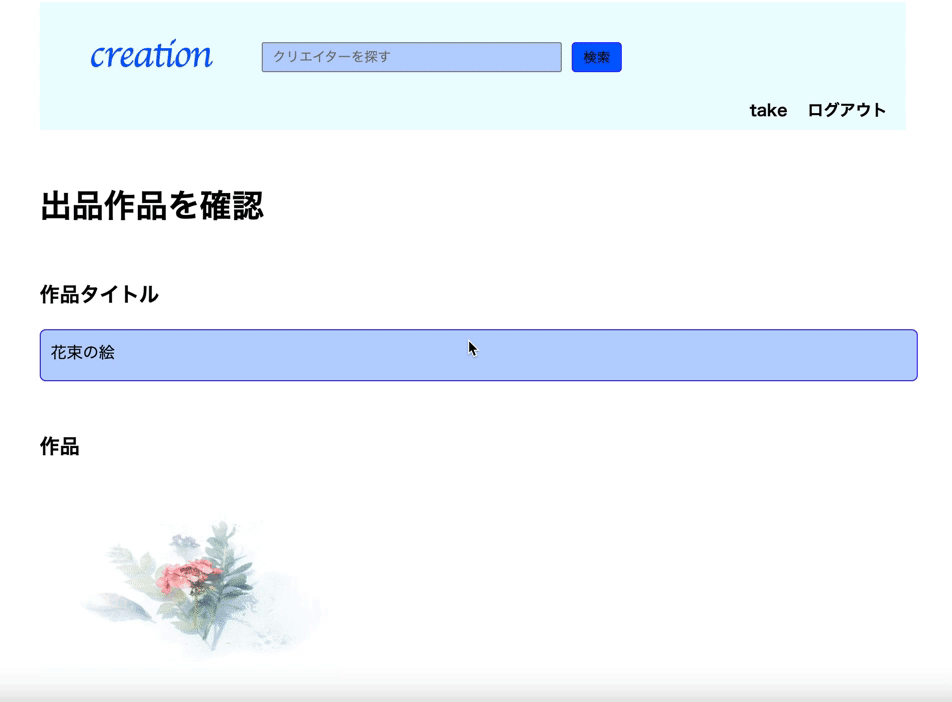 creation
クリエイターを探す
検索
take
ログアウト
出品作品を確認
作品タイトル
花束の絵
作品